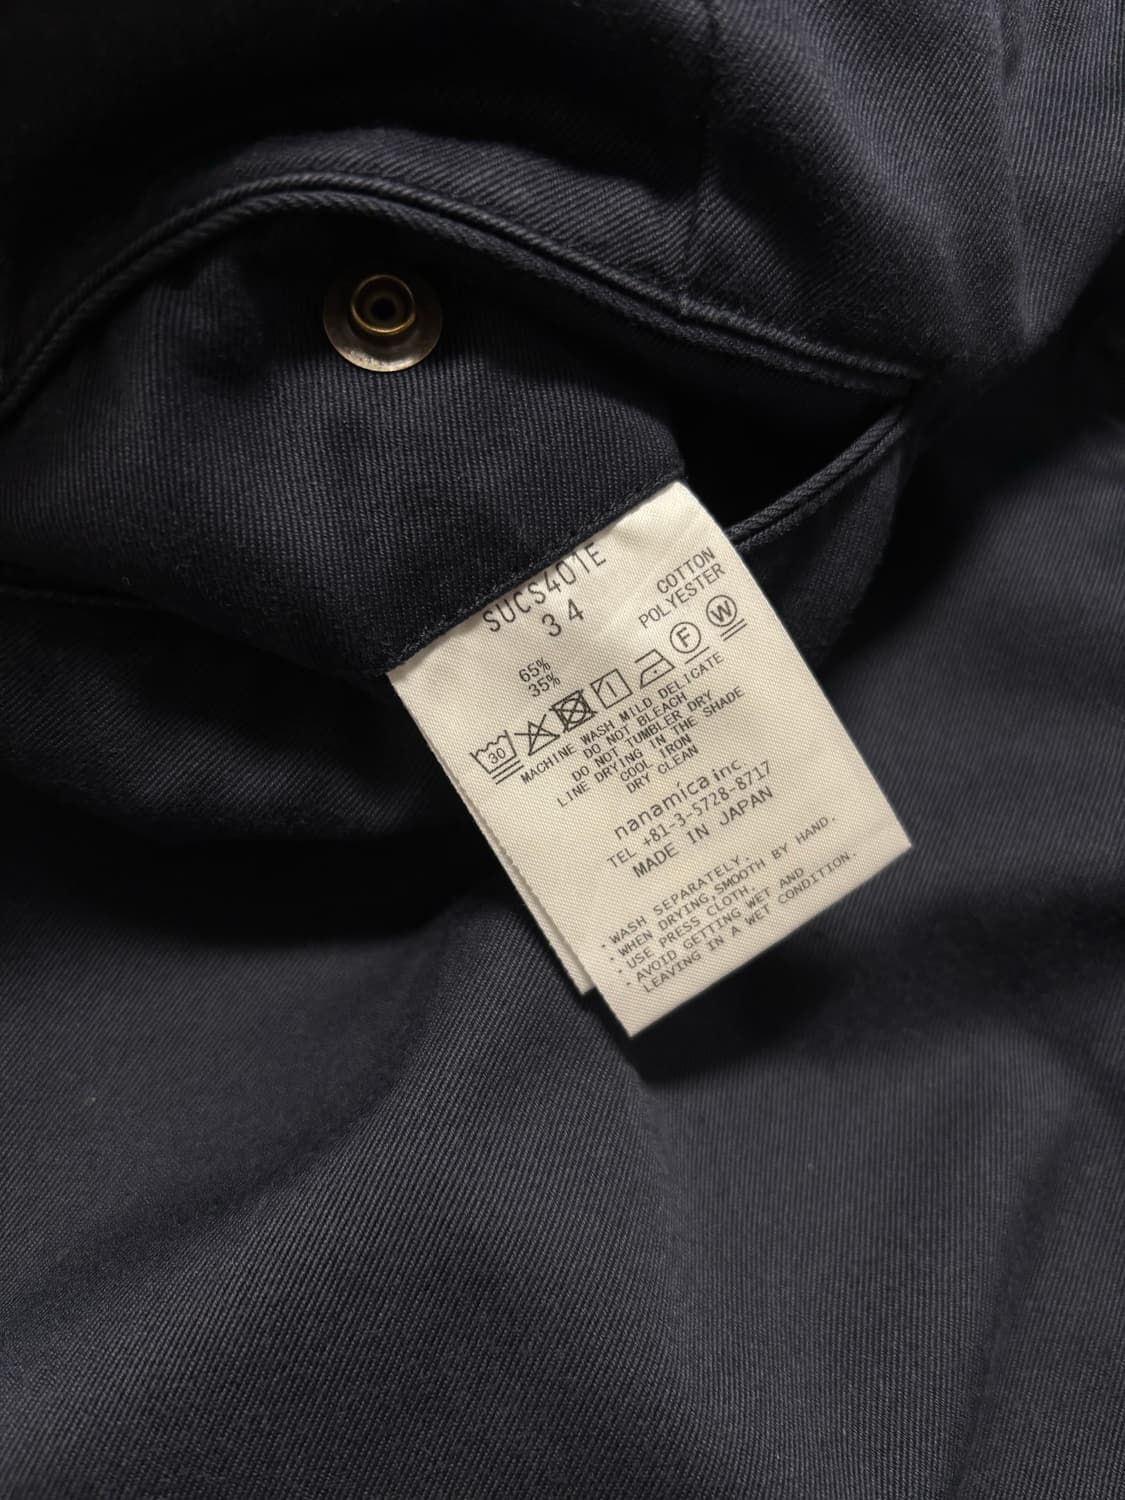 SUCS401E
34
65% COTTON
35% POLYESTER
30 F W
MACHINE WASH MILD DELICATE
DO NOT BLEACH
DO NOT TUMBLER DRY
LINE DRYING IN THE SHADE
COOL IRON
DRY CLEAN
nanamica inc.
TEL +81-3-5728-8717
MADE IN JAPAN
・WASH SEPARATELY.
・WHEN DRYING,SMOOTH BY HAND.
・USE PRESS CLOTH.
・AVOID GETTING WET AND
LEAVING IN A WET CONDITION.